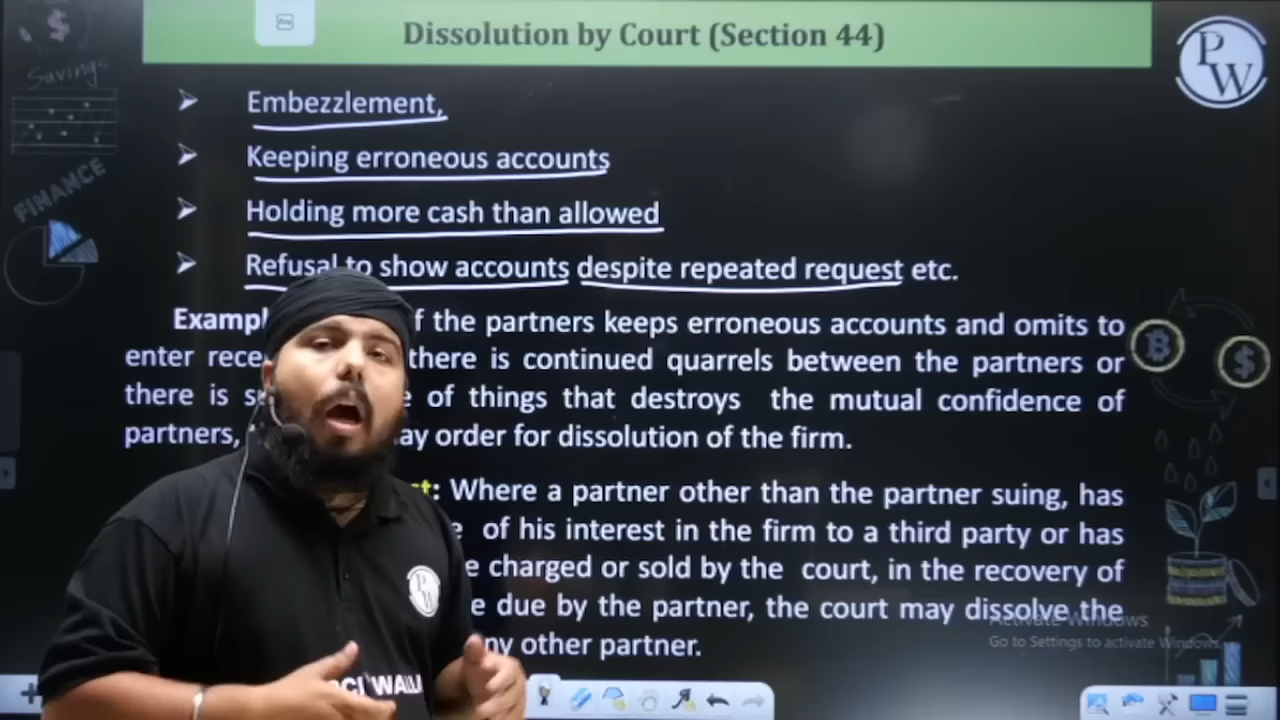 Dissolution by Court (Section 44)
PW
Savings
FINANCE
Embezzlement,
Keeping erroneous accounts
Holding more cash than allowed
Refusal to show accounts despite repeated request etc.
of the partners keeps erroneous accounts and omits to
enter there is continued quarrels between the partners or
there is of things that destroys the mutual confidence of
partners, order for dissolution of the firm.
Where a partner other than the partner suing, has
of his interest in the firm to a third party or has
charged or sold by the court, in the recovery of
due by the partner, the court may dissolve the
other partner.
Activate Windows
Go to Settings to activate Windows.
PW